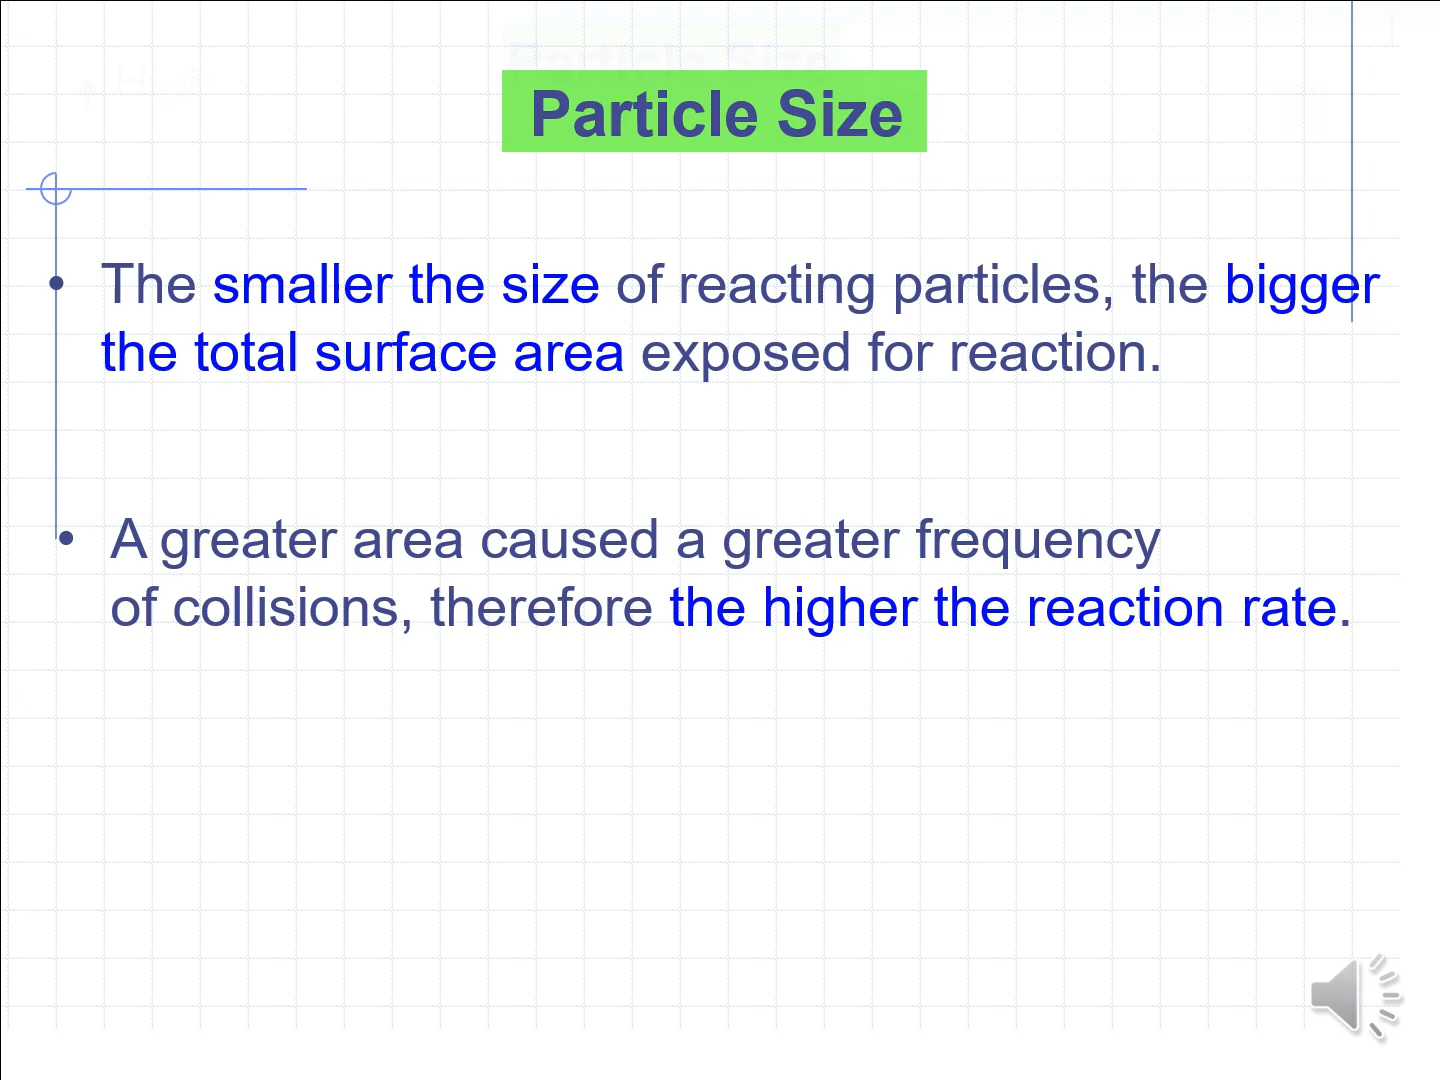 Particle Size
• The smaller the size of reacting particles, the bigger
the total surface area exposed for reaction.
• A greater area caused a greater frequency
of collisions, therefore the higher the reaction rate.